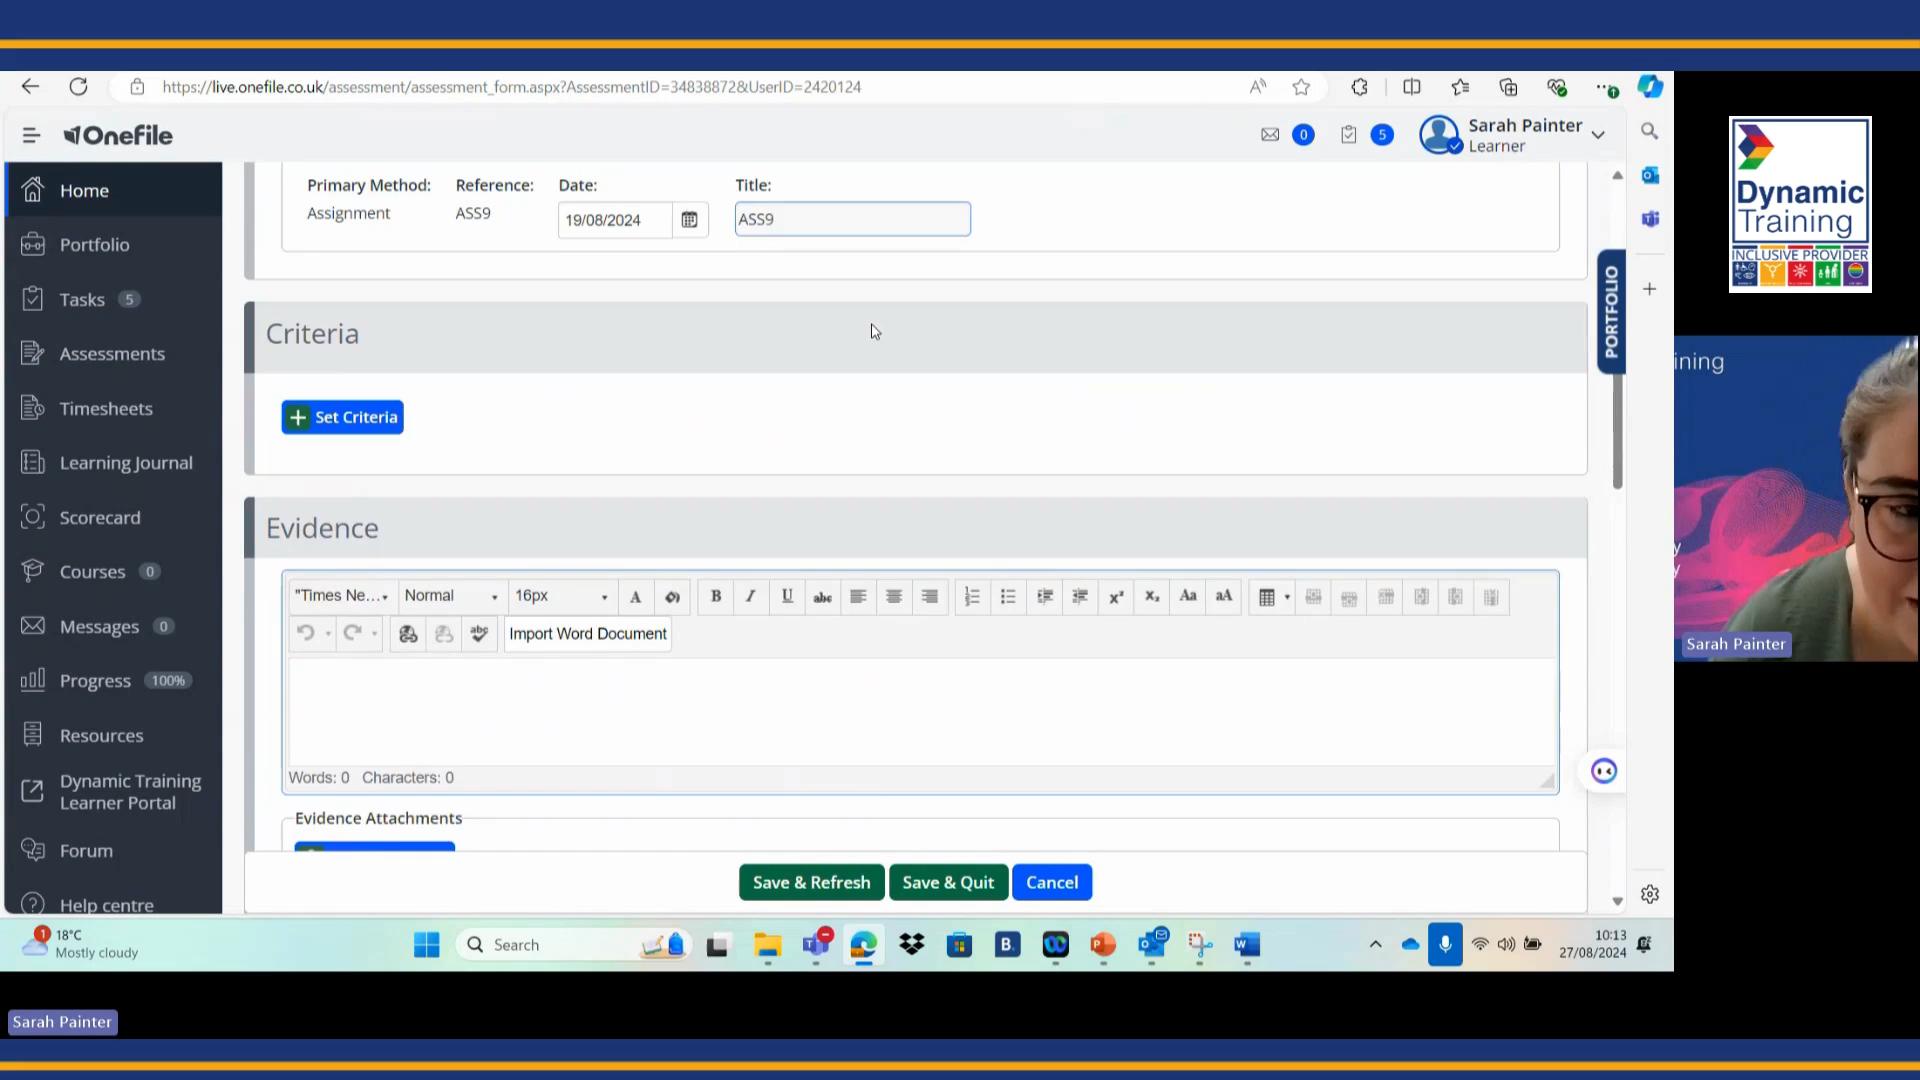 https://live.onefile.co.uk/assessment/assessment_form.aspx?AssessmentID=34838872&UserID=2420124
Onefile
0
5
Sarah Painter
Learner
Home
Portfolio
Tasks 5
Assessments
Timesheets
Learning Journal
Scorecard
Courses 0
Messages 0
Progress 100%
Resources
Dynamic Training
Learner Portal
Forum
Help centre
Primary Method: Reference: Date: Title:
Assignment ASS9 19/08/2024 ASS9
Criteria
Set Criteria
Evidence
"Times Ne... Normal 16px
Import Word Document
Words: 0 Characters: 0
Evidence Attachments
Save & Refresh Save & Quit Cancel
PORTFOLIO
Dynamic
Training
INCLUSIVE PROVIDER
ining
Sarah Painter
1
18°C
Mostly cloudy
Search
10:13
27/08/2024
Sarah Painter